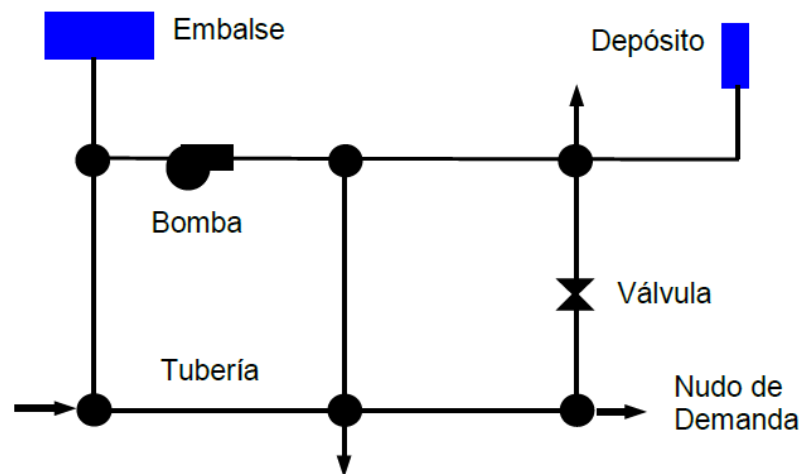 Embalse
Depósito
Bomba
Válvula
Tubería
Nudo de
Demanda